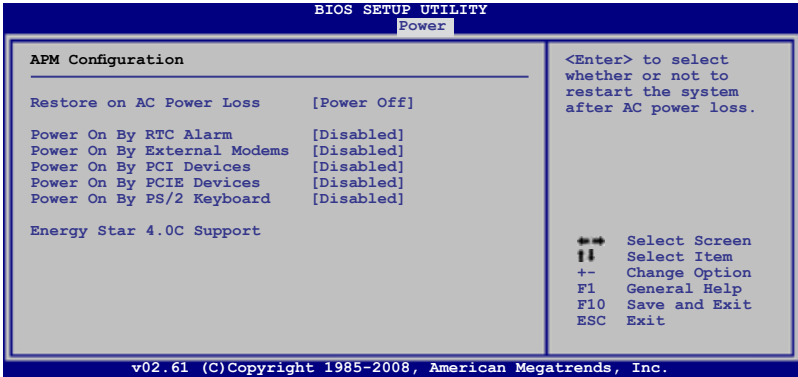 BIOS SETUP UTILITY
Power
APM Configuration
Restore on AC Power Loss [Power Off]
Power On By RTC Alarm [Disabled]
Power On By External Modems [Disabled]
Power On By PCI Devices [Disabled]
Power On By PCIE Devices [Disabled]
Power On By PS/2 Keyboard [Disabled]
Energy Star 4.0C Support
<Enter> to select
whether or not to
restart the system
after AC power loss.
←→ Select Screen
↑↓ Select Item
+- Change Option
F1 General Help
F10 Save and Exit
ESC Exit
v02.61 (C)Copyright 1985-2008, American Megatrends, Inc.